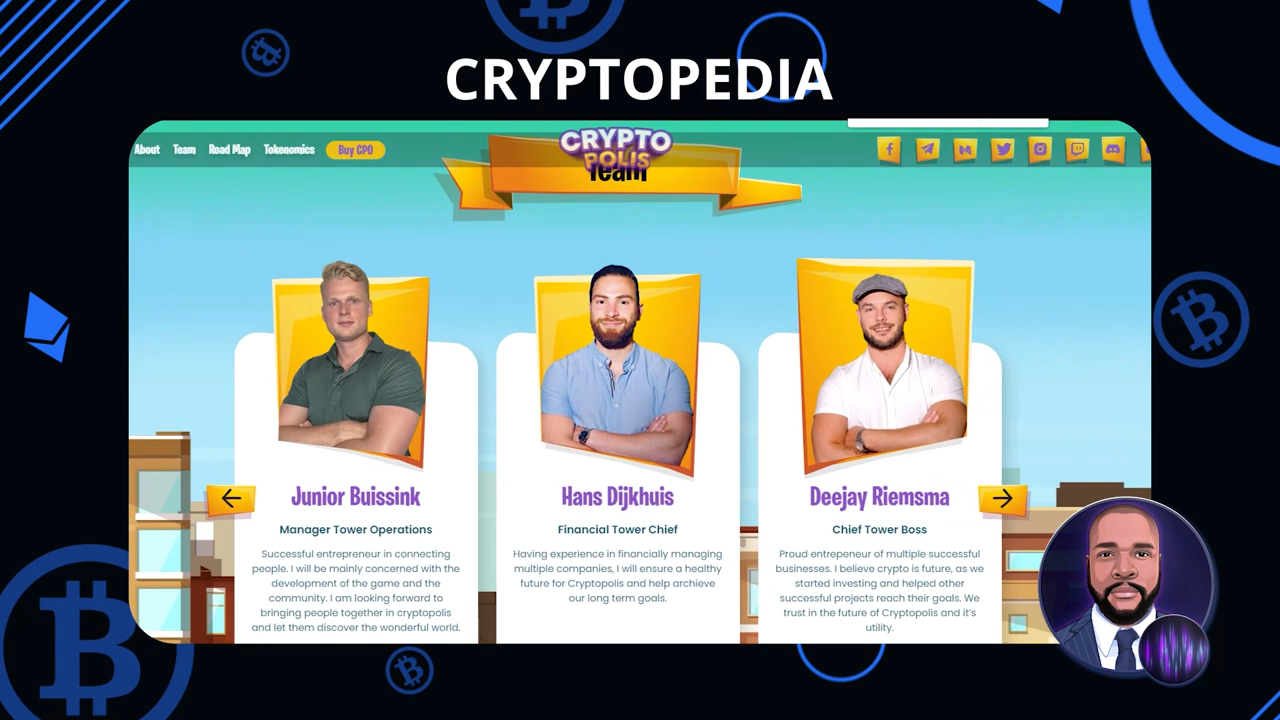 CRYPTOPEDIA
About Team Road Map Tokenomics Buy CPO
CRYPTO
POLIS
Team
Junior Buissink
Manager Tower Operations
Successful entrepreneur in connecting
people. I will be mainly concerned with the
development of the game and the
community. I am looking forward to
bringing people together in cryptopolis
and let them discover the wonderful world.
Hans Dijkhuis
Financial Tower Chief
Having experience in financially managing
multiple companies, I will ensure a healthy
future for Cryptopolis and help archieve
our long term goals.
Deejay Riemsma
Chief Tower Boss
Proud entrepeneur of multiple successful
businesses. I believe crypto is future, as we
started investing and helped other
successful projects reach their goals. We
trust in the future of Cryptopolis and it's
utility.